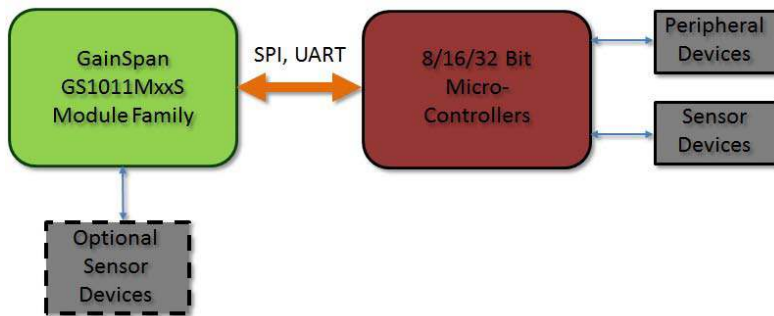 GainSpan
GS1011MxxS
Module Family
SPI, UART
8/16/32 Bit
Micro-
Controllers
Peripheral
Devices
Sensor
Devices
Optional
Sensor
Devices